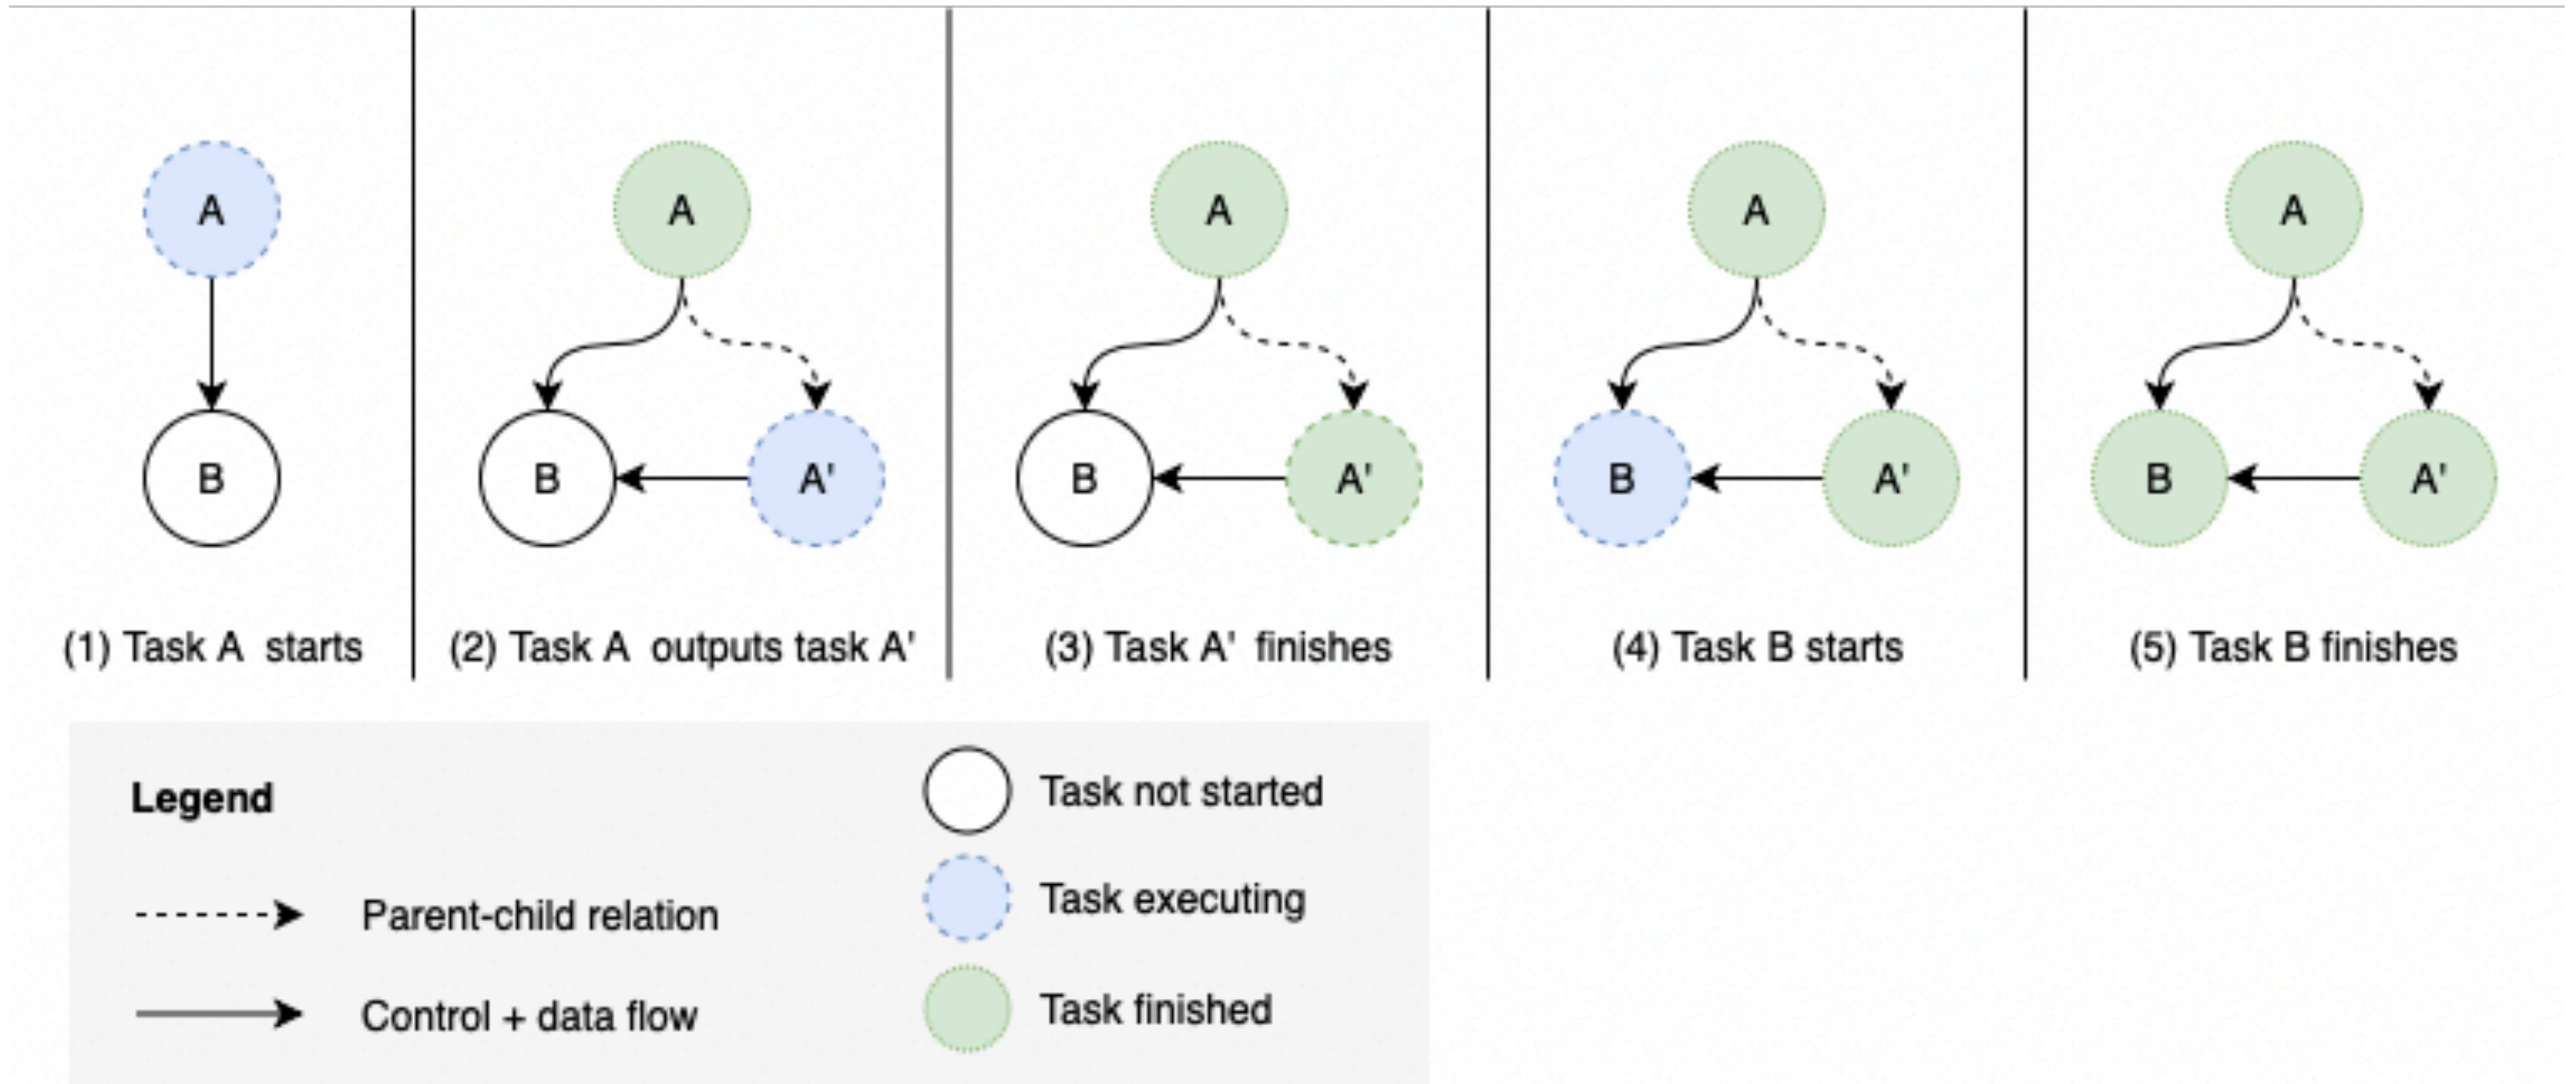 A
B
(1) Task A starts
A
B
A'
(2) Task A outputs task A'
A
B
A'
(3) Task A' finishes
A
B
A'
(4) Task B starts
A
B
A'
(5) Task B finishes
Legend
Parent-child relation
Control + data flow
Task not started
Task executing
Task finished